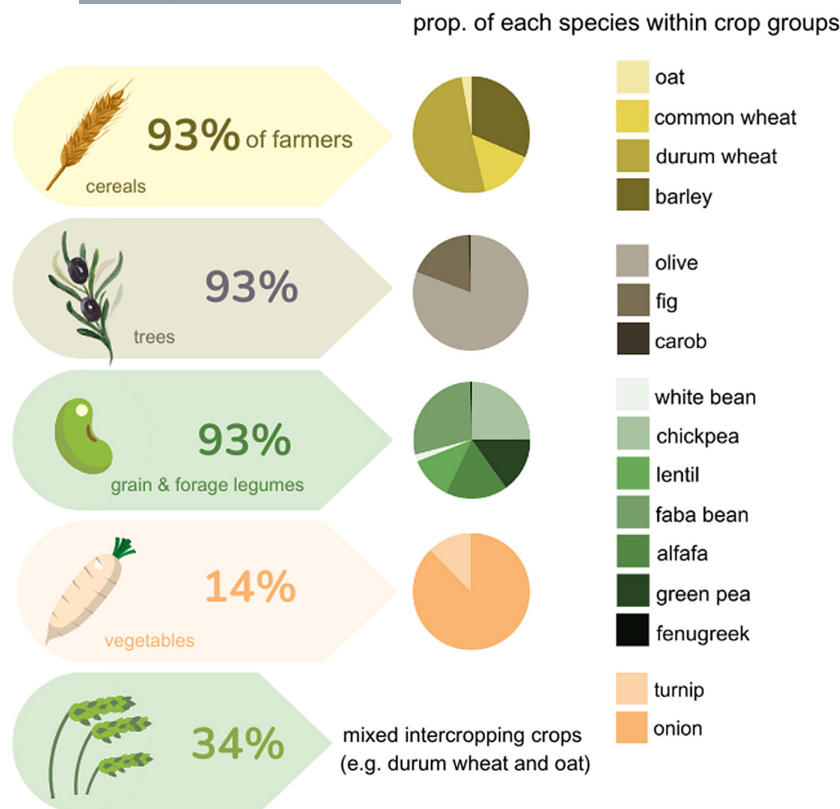 prop. of each species within crop groups
93% of farmers
cereals
oat
common wheat
durum wheat
barley
93%
trees
olive
fig
carob
93%
grain & forage legumes
white bean
chickpea
lentil
faba bean
alfafa
green pea
fenugreek
14%
vegetables
turnip
onion
34%
mixed intercropping crops
(e.g. durum wheat and oat)